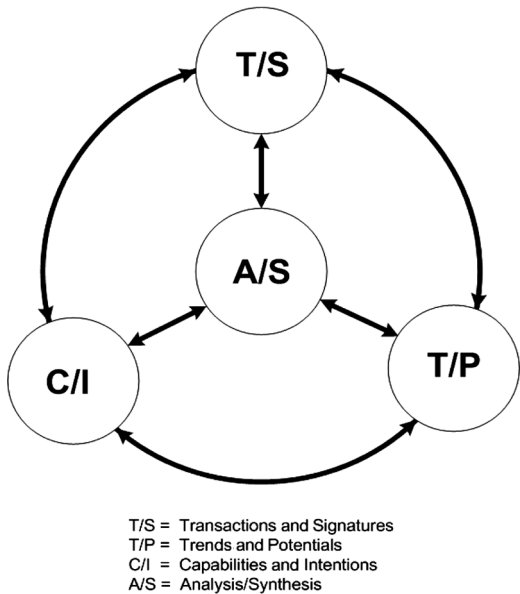 T/S
A/S
C/I
T/P
T/S = Transactions and Signatures
T/P = Trends and Potentials
C/I = Capabilities and Intentions
A/S = Analysis/Synthesis